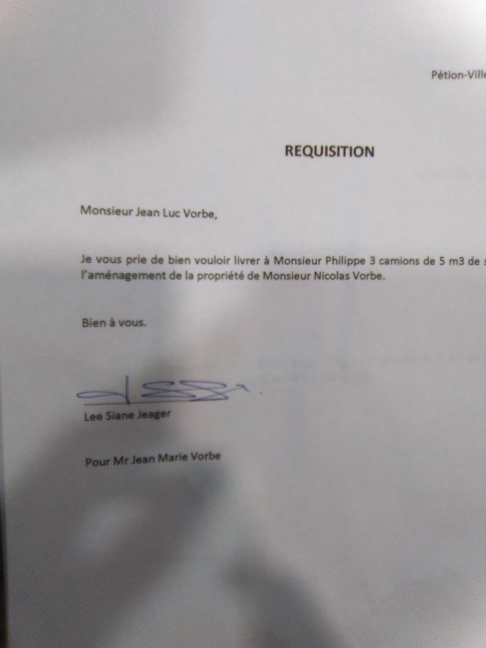 Pétion-Ville
REQUISITION
Monsieur Jean Luc Vorbe,
Je vous prie de bien vouloir livrer à Monsieur Philippe 3 camions de 5 m3 de
l'aménagement de la propriété de Monsieur Nicolas Vorbe.
Bien à vous.
Lee Siane Jeager
Pour Mr Jean Marie Vorbe